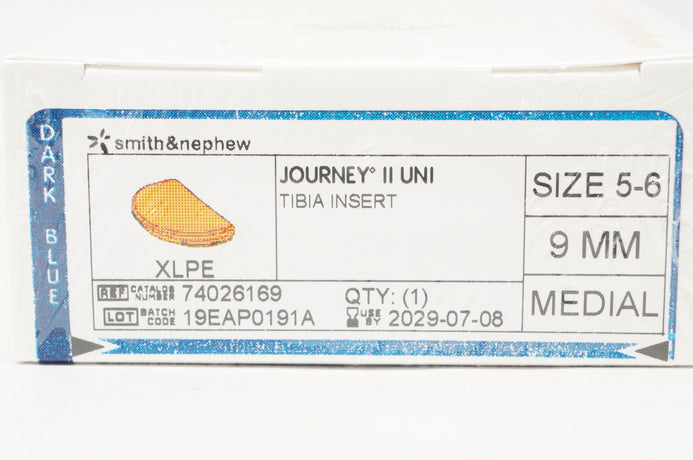 DARK BLUE
smith&nephew
JOURNEY° II UNI
TIBIA INSERT
XLPE
SIZE 5-6
9 MM
MEDIAL
REF CATALOG NUMBER 74026169 QTY: (1)
LOT BATCH CODE 19EAP0191A USE BY 2029-07-08